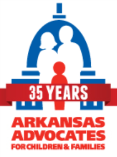 35 YEARS
ARKANSAS
ADVOCATES
FOR CHILDREN & FAMILIES